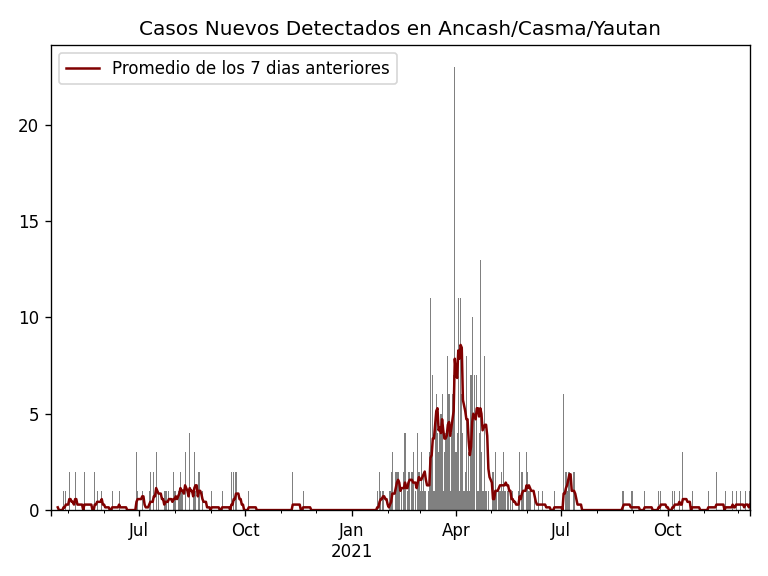 Casos Nuevos Detectados en Ancash/Casma/Yautan
Promedio de los 7 dias anteriores
20
15
10
5
0
Jul Oct Jan Apr Jul Oct
2021